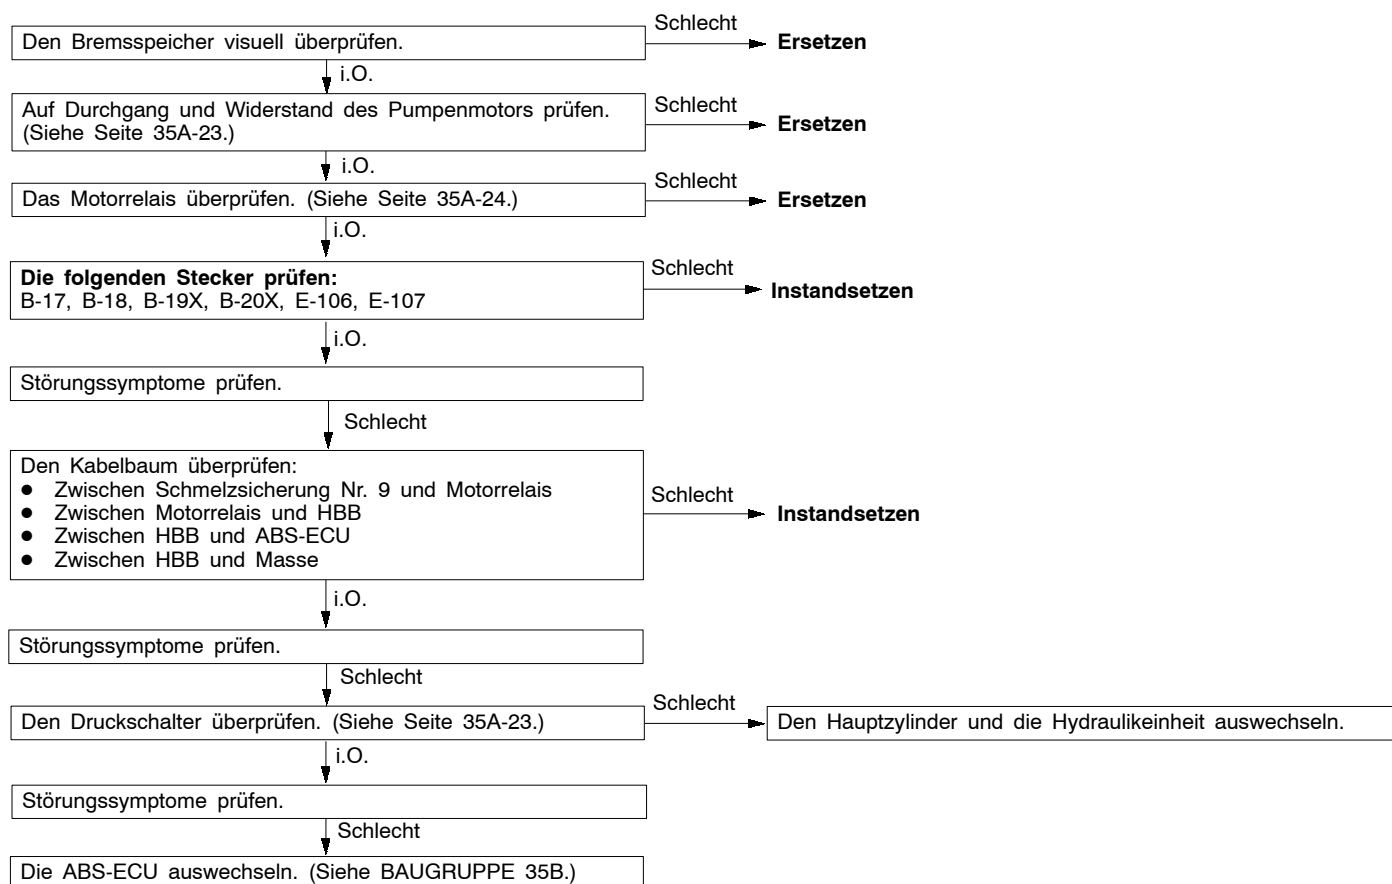 Den Bremsspeicher visuell überprüfen.
Schlecht
Ersetzen
i.O.
Auf Durchgang und Widerstand des Pumpenmotors prüfen.
(Siehe Seite 35A-23.)
Schlecht
Ersetzen
i.O.
Das Motorrelais überprüfen. (Siehe Seite 35A-24.)
Schlecht
Ersetzen
i.O.
Die folgenden Stecker prüfen:
B-17, B-18, B-19X, B-20X, E-106, E-107
Schlecht
Instandsetzen
i.O.
Störungssymptome prüfen.
Schlecht
Den Kabelbaum überprüfen:
● Zwischen Schmelzsicherung Nr. 9 und Motorrelais
● Zwischen Motorrelais und HBB
● Zwischen HBB und ABS-ECU
● Zwischen HBB und Masse
Schlecht
Instandsetzen
i.O.
Störungssymptome prüfen.
Schlecht
Den Druckschalter überprüfen. (Siehe Seite 35A-23.)
Schlecht
Den Hauptzylinder und die Hydraulikeinheit auswechseln.
i.O.
Störungssymptome prüfen.
Schlecht
Die ABS-ECU auswechseln. (Siehe BAUGRUPPE 35B.)